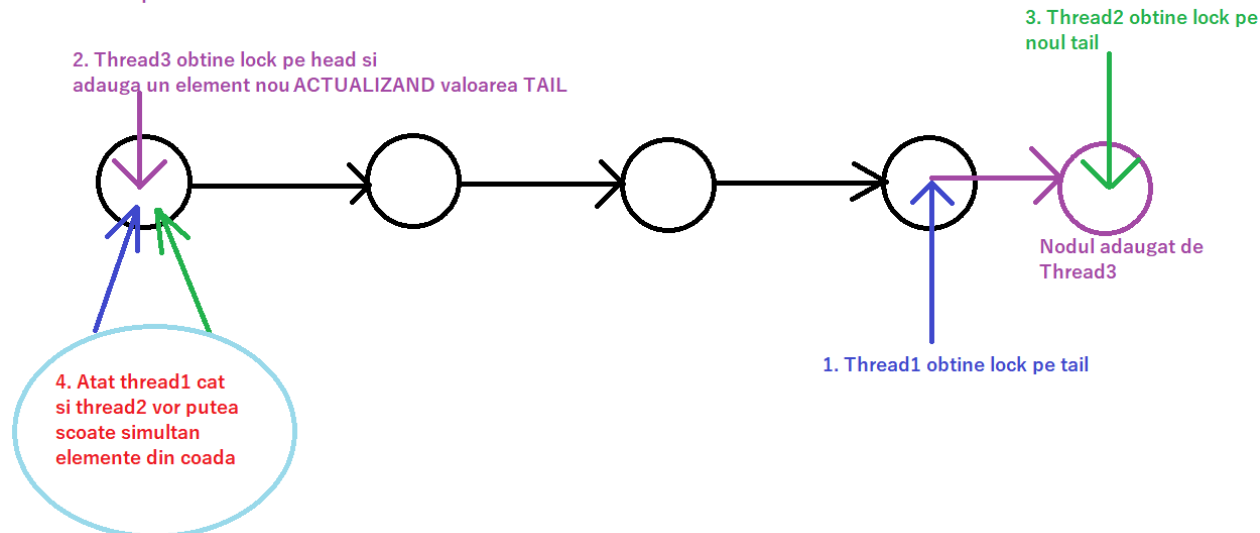 3. Thread2 obtine lock pe
noul tail
2. Thread3 obtine lock pe head si
adauga un element nou ACTUALIZAND valoarea TAIL
Nodul adaugat de
Thread3
1. Thread1 obtine lock pe tail
4. Atat thread1 cat
si thread2 vor putea
scoate simultan
elemente din coada